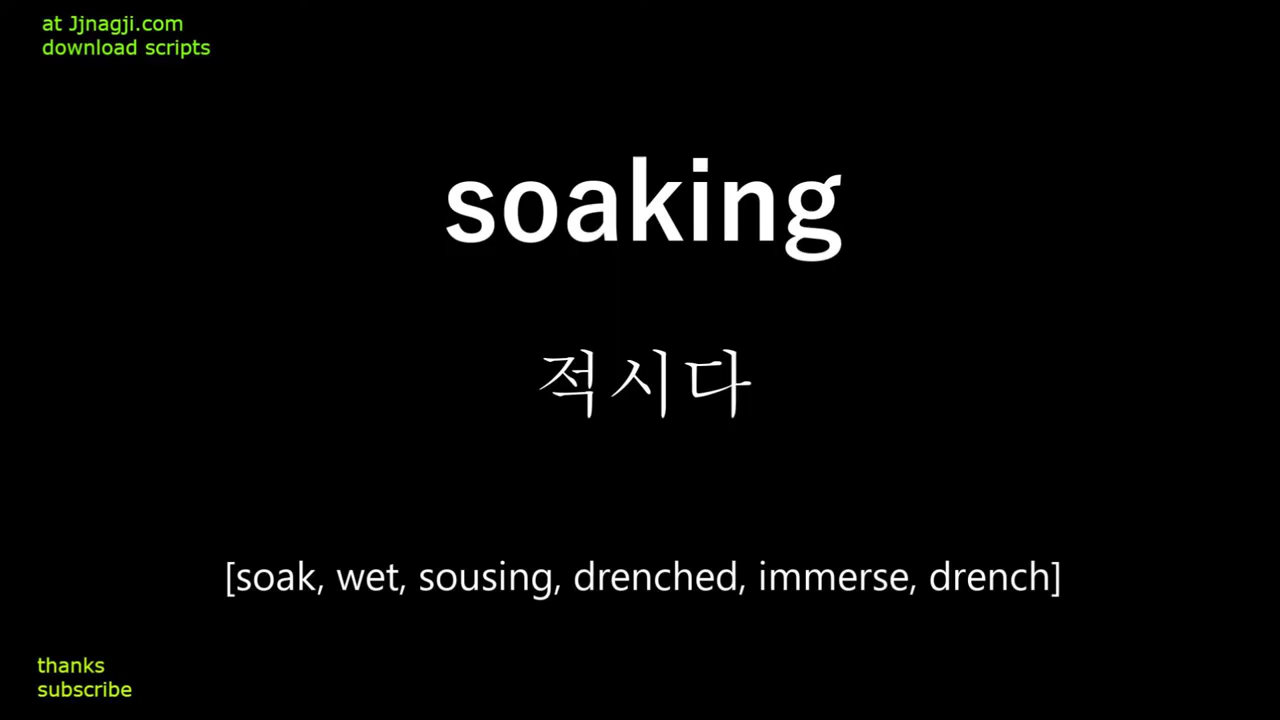 at Jjnagji.com
download scripts
soaking
적시다
[soak, wet, sousing, drenched, immerse, drench]
thanks
subscribe